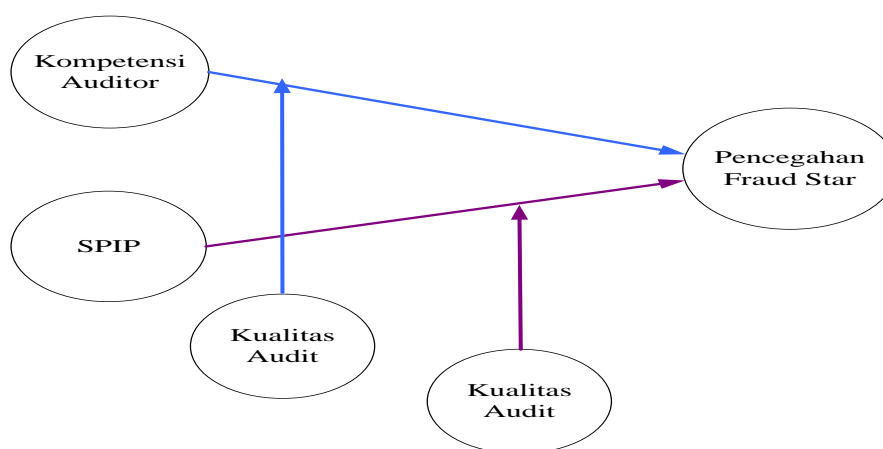 Kompetensi
Auditor
Pencegahan
Fraud Star
SPIP
Kualitas
Audit
Kualitas
Audit